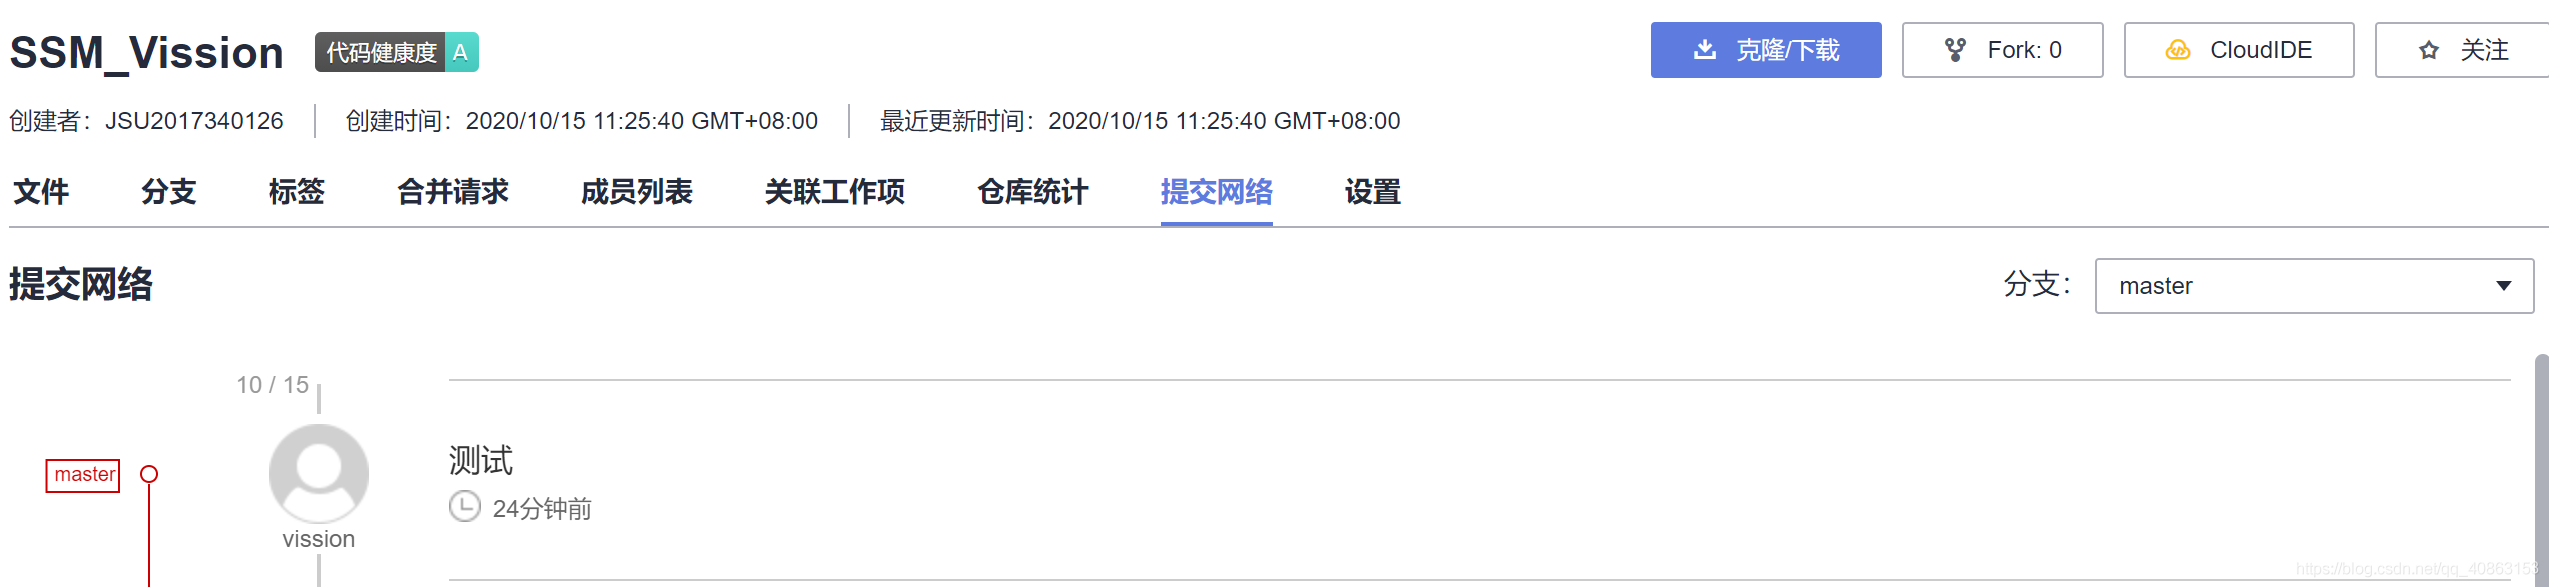 SSM_Vission 代码健康度 A 克隆/下载 Fork: 0 CloudIDE 关注
创建者：JSU2017340126 创建时间：2020/10/15 11:25:40 GMT+08:00 最近更新时间：2020/10/15 11:25:40 GMT+08:00
文件 分支 标签 合并请求 成员列表 关联工作项 仓库统计 提交网络 设置
提交网络 分支： master
10 / 15
测试
master
24分钟前
vission
https://blog.csdn.net/qq_40863153